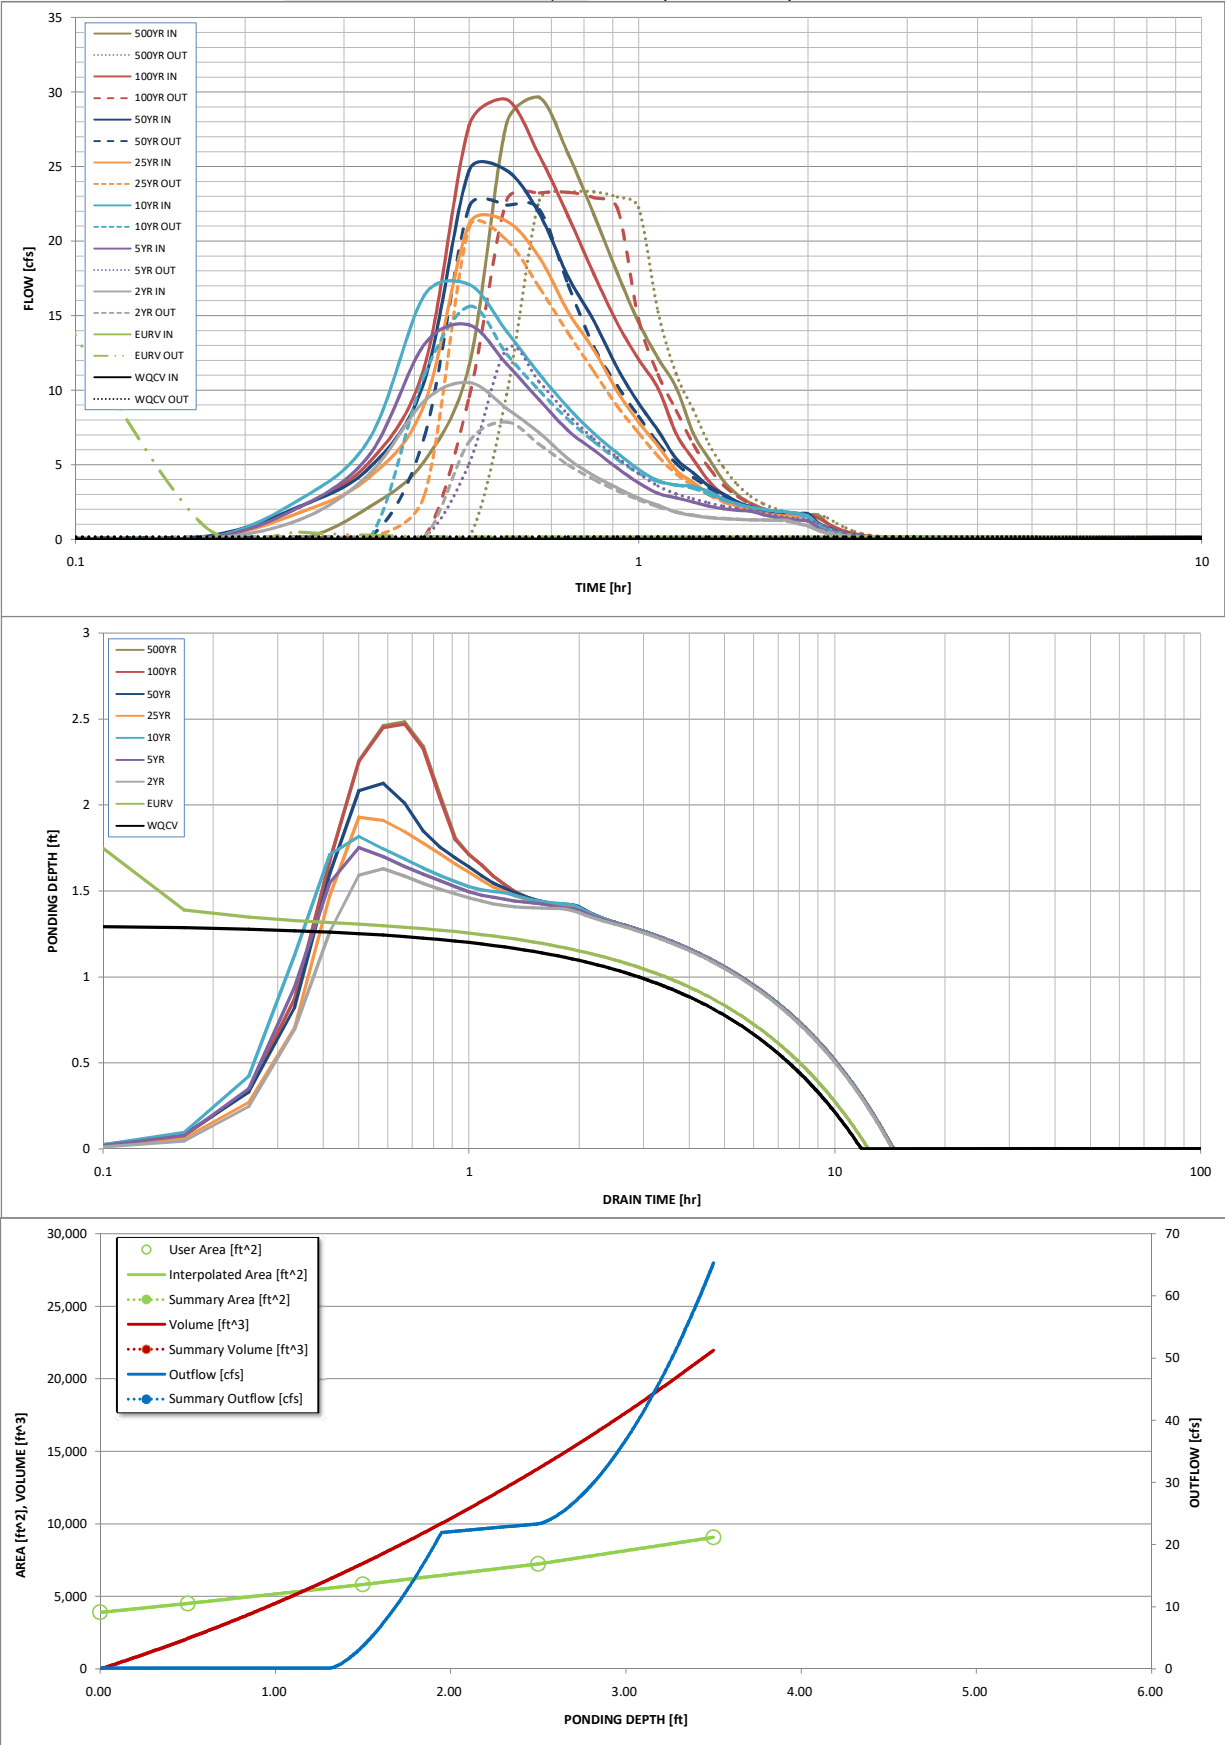 35
30
25
20
15
10
5
0
FLOW [cfs]
500YR IN
500YR OUT
100YR IN
100YR OUT
50YR IN
50YR OUT
25YR IN
25YR OUT
10YR IN
10YR OUT
5YR IN
5YR OUT
2YR IN
2YR OUT
EURV IN
EURV OUT
WQCV IN
WQCV OUT
0.1 1 10
TIME [hr]
3
2.5
2
1.5
1
0.5
0
PONDING DEPTH [ft]
500YR
100YR
50YR
25YR
10YR
5YR
2YR
EURV
WQCV
0.1 1 10 100
DRAIN TIME [hr]
30,000
25,000
20,000
15,000
10,000
5,000
0
AREA [ft^2], VOLUME [ft^3]
User Area [ft^2]
Interpolated Area [ft^2]
Summary Area [ft^2]
Volume [ft^3]
Summary Volume [ft^3]
Outflow [cfs]
Summary Outflow [cfs]
70
60
50
40
30
20
10
0
OUTFLOW [cfs]
0.00 1.00 2.00 3.00 4.00 5.00 6.00
PONDING DEPTH [ft]